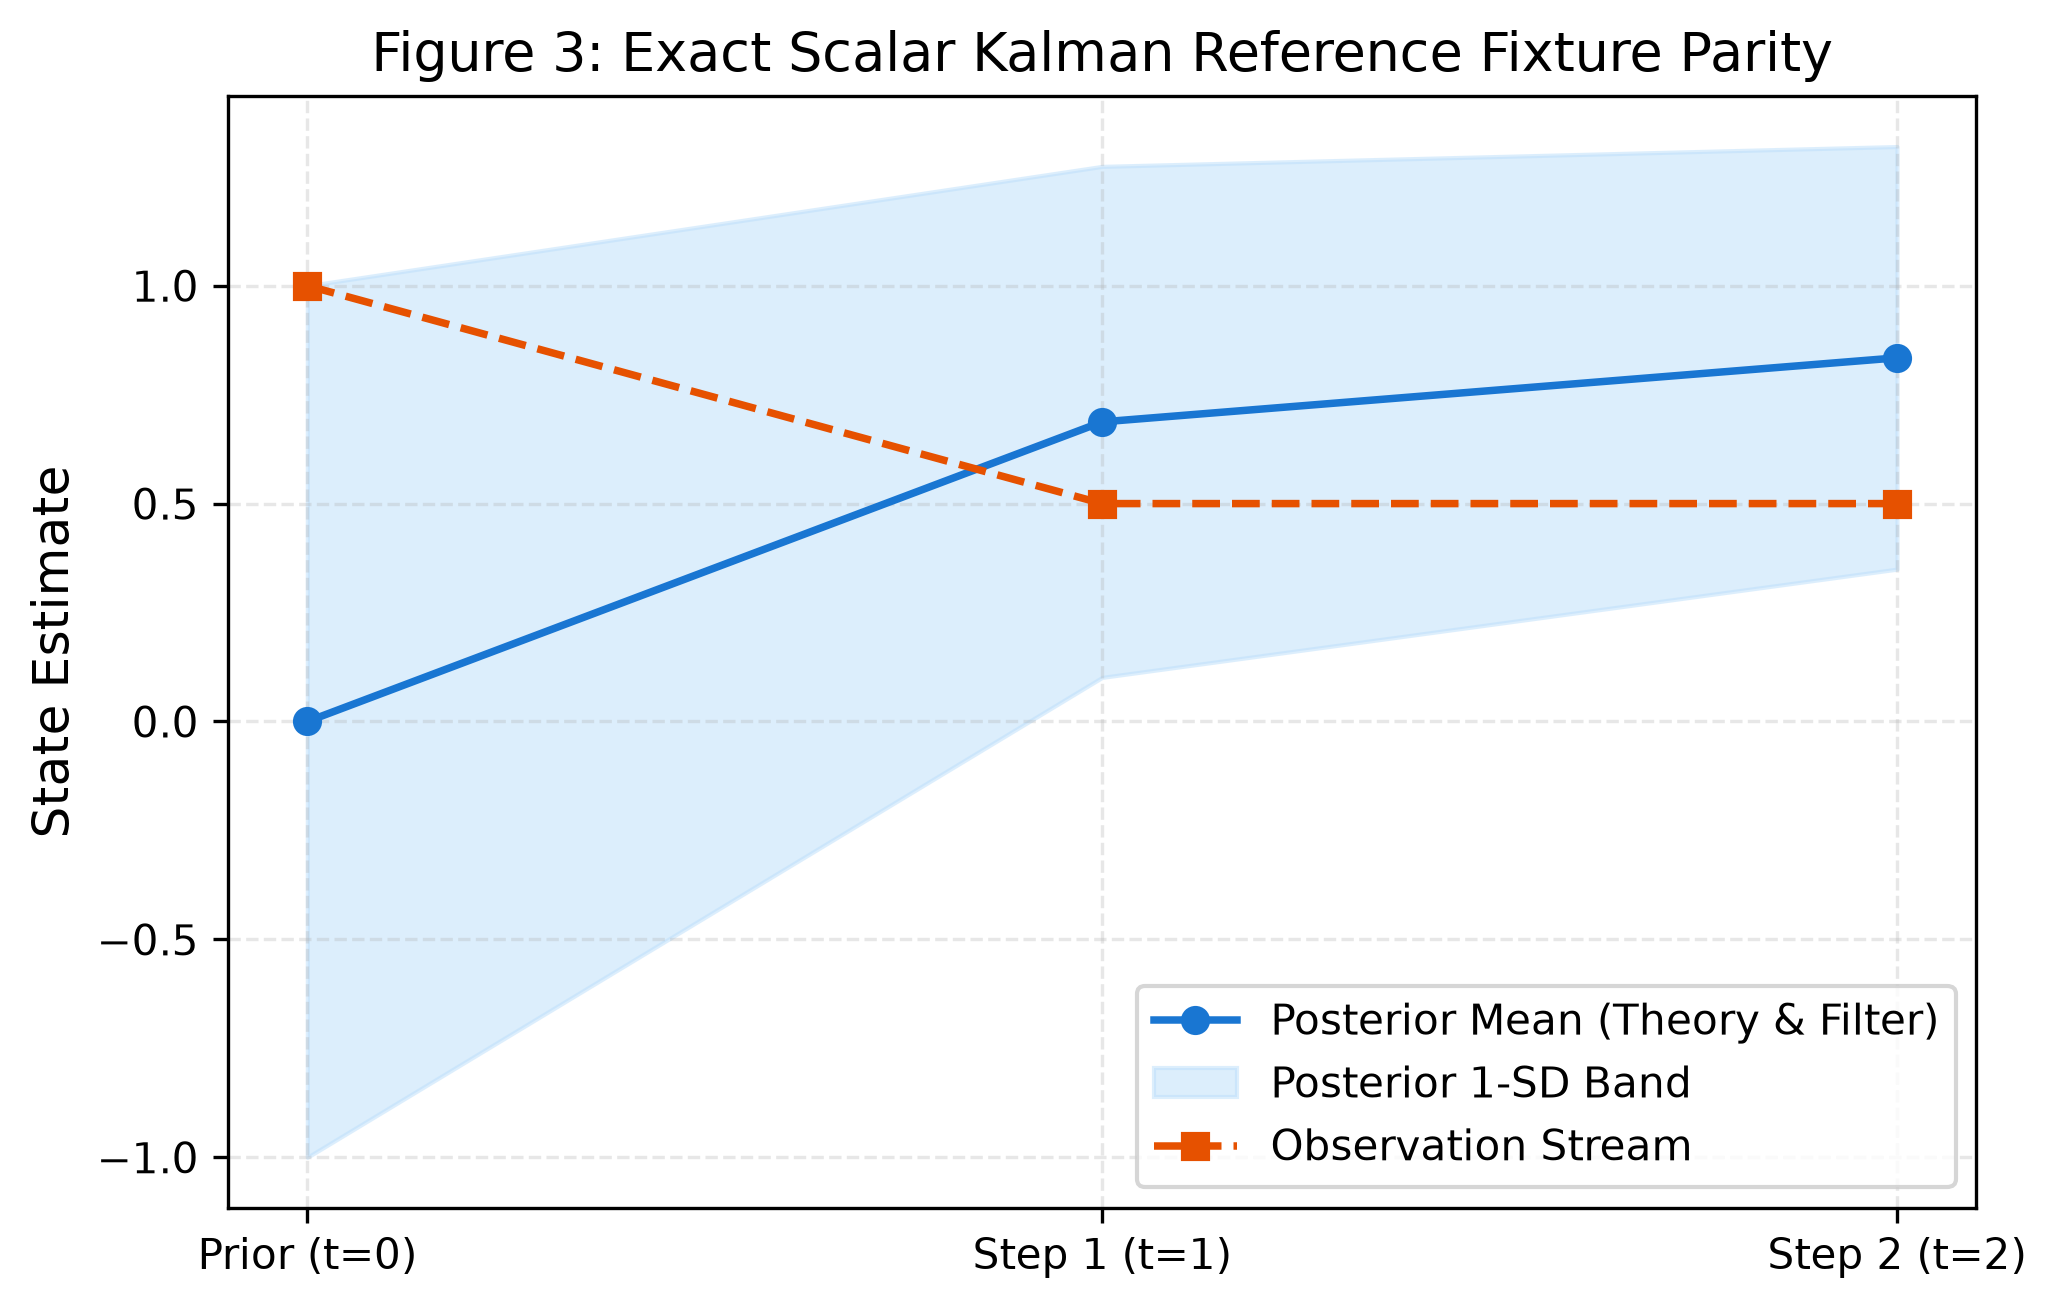 Figure 3: Exact Scalar Kalman Reference Fixture Parity
State Estimate
1.0
0.5
0.0
−0.5
−1.0
Posterior Mean (Theory & Filter)
Posterior 1-SD Band
Observation Stream
Prior (t=0)
Step 1 (t=1)
Step 2 (t=2)